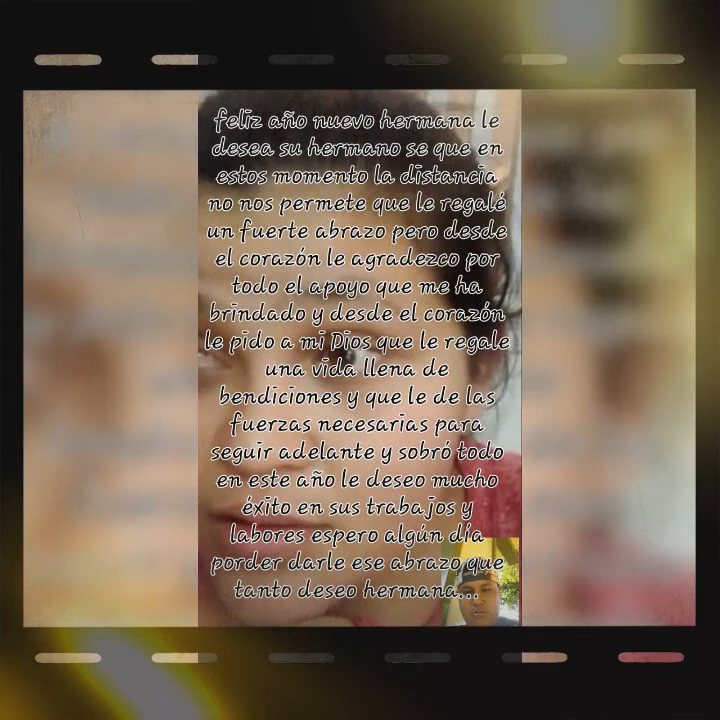 feliz año nuevo hermana le
desea su hermano se que en
estos momento la distancia
no nos permete que le regalé
un fuerte abrazo pero desde
el corazón le agradezco por
todo el apoyo que me ha
brindado y desde el corazón
le pido a mi Dios que le regale
una vida llena de
bendiciones y que le de las
fuerzas necesarias para
seguir adelante y sobró todo
en este año le deseo mucho
éxito en sus trabajos y
labores espero algún día
porder darle ese abrazo que
tanto deseo hermana...